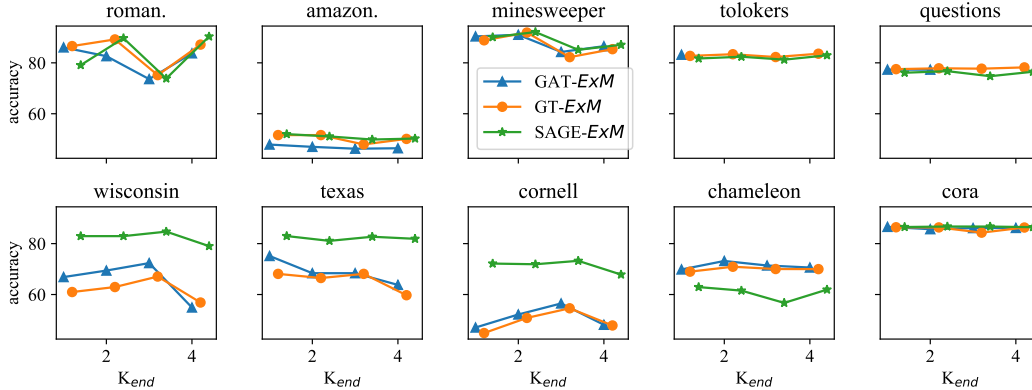 roman. amazon. minesweeper tolokers questions
accuracy
80
60
GAT-ExM
GT-ExM
SAGE-ExM
wisconsin texas cornell chameleon cora
accuracy
80
60
2 4 2 4 2 4 2 4 2 4
K_end K_end K_end K_end K_end